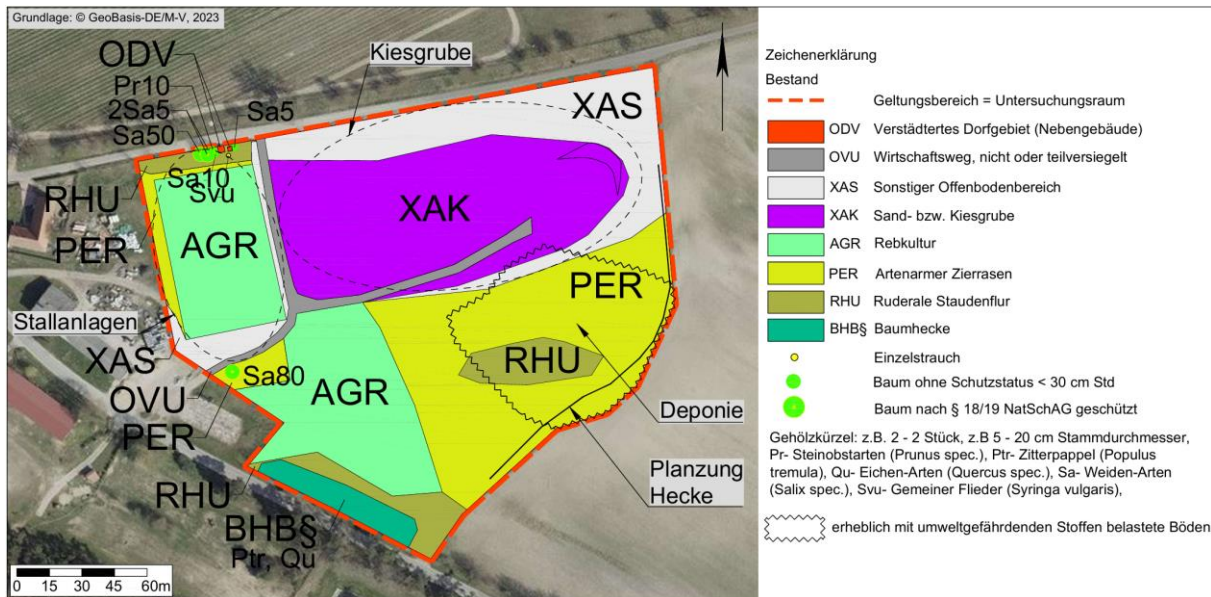 Grundlage: © GeoBasis-DE/M-V, 2023
ODV
Pr10
2Sa5
Sa50
Sa5
Kiesgrube
XAS
Sa10
Svu
RHU
PER
AGR
XAK
PER
Stallanlagen
XAS
OVU
PER
Sa80
AGR
RHU
Deponie
Planzung
Hecke
RHU
BHB§
Ptr, Qu
0 15 30 45 60m
Zeichenerklärung
Bestand
Geltungsbereich = Untersuchungsraum
ODV Verstädtertes Dorfgebiet (Nebengebäude)
OVU Wirtschaftsweg, nicht oder teilversiegelt
XAS Sonstiger Offenbodenbereich
XAK Sand- bzw. Kiesgrube
AGR Rebkultur
PER Artenarmer Zierrasen
RHU Ruderale Staudenflur
BHB§ Baumhecke
Einzelstrauch
Baum ohne Schutzstatus < 30 cm Std
Baum nach § 18/19 NatSchAG geschützt
Gehölzkürzel: z.B. 2 - 2 Stück, z.B 5 - 20 cm Stammdurchmesser,
Pr- Steinobstarten (Prunus spec.), Ptr- Zitterpappel (Populus
tremula), Qu- Eichen-Arten (Quercus spec.), Sa- Weiden-Arten
(Salix spec.), Svu- Gemeiner Flieder (Syringa vulgaris),
erheblich mit umweltgefährdenden Stoffen belastete Böden